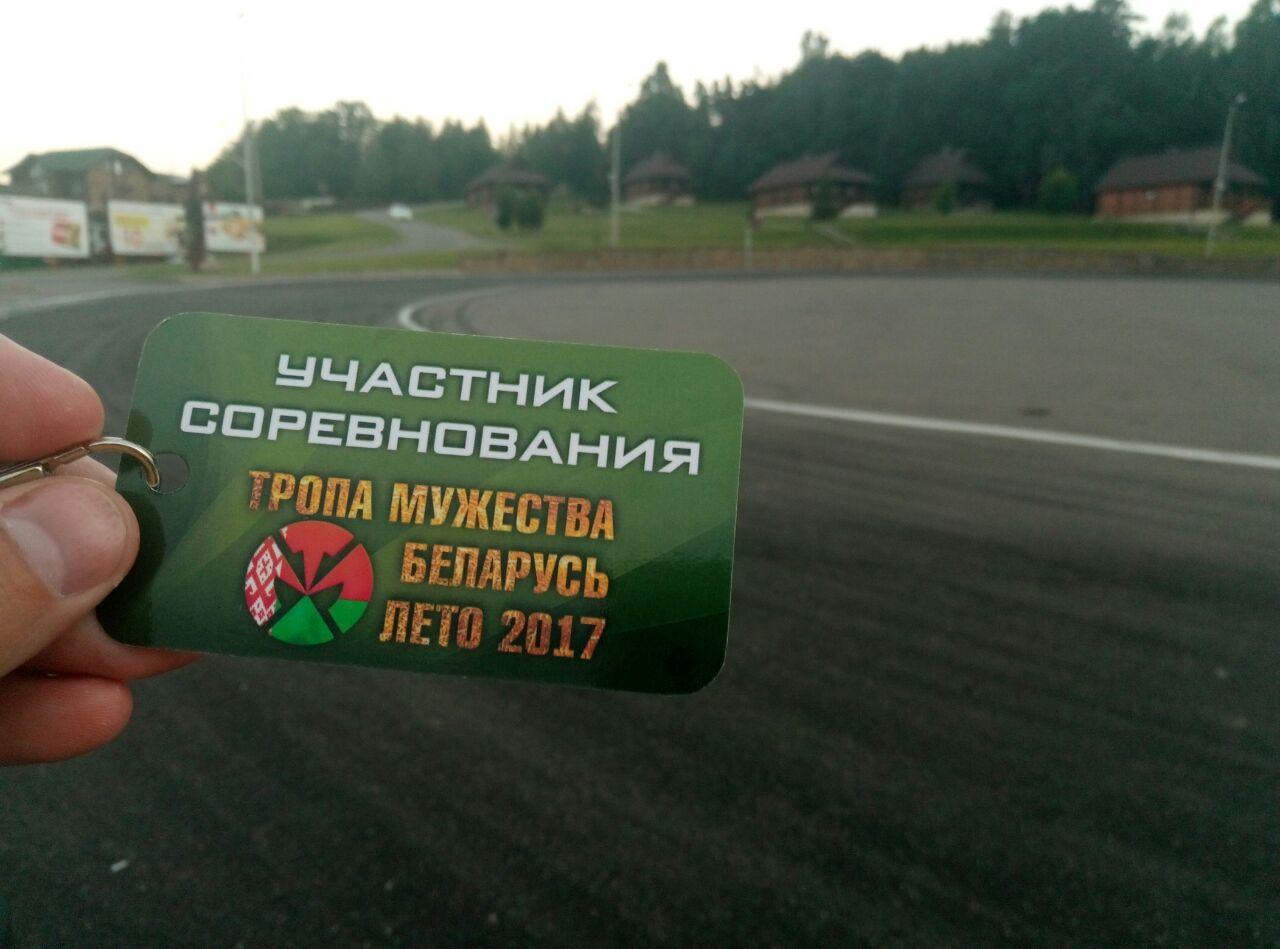 УЧАСТНИК
СОРЕВНОВАНИЯ
ТРОПА МУЖЕСТВА
БЕЛАРУСЬ
ЛЕТО 2017